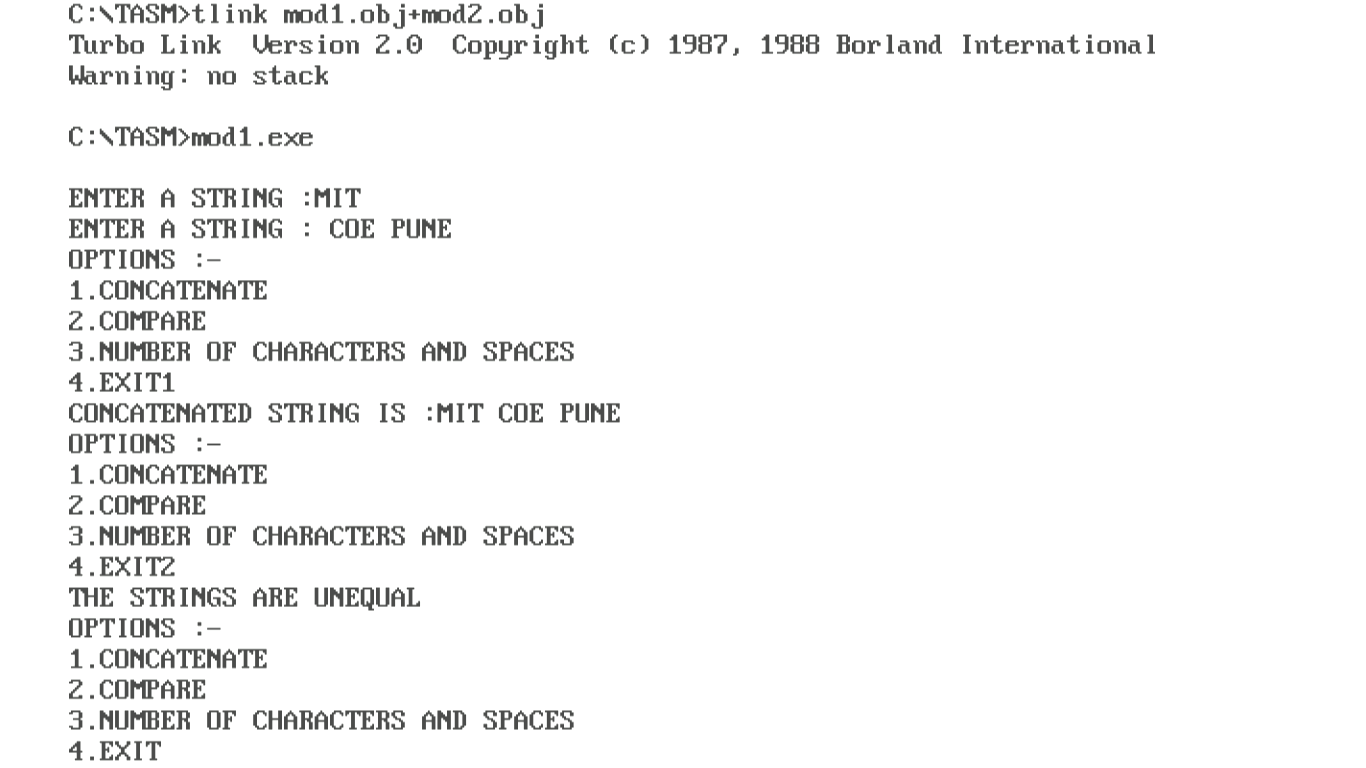 C:\TASM>tlink mod1.obj+mod2.obj
Turbo Link  Version 2.0  Copyright (c) 1987, 1988 Borland International
Warning: no stack
C:\TASM>mod1.exe
ENTER A STRING :MIT
ENTER A STRING : COE PUNE
OPTIONS :-
1.CONCATENATE
2.COMPARE
3.NUMBER OF CHARACTERS AND SPACES
4.EXIT1
CONCATENATED STRING IS :MIT COE PUNE
OPTIONS :-
1.CONCATENATE
2.COMPARE
3.NUMBER OF CHARACTERS AND SPACES
4.EXIT2
THE STRINGS ARE UNEQUAL
OPTIONS :-
1.CONCATENATE
2.COMPARE
3.NUMBER OF CHARACTERS AND SPACES
4.EXIT